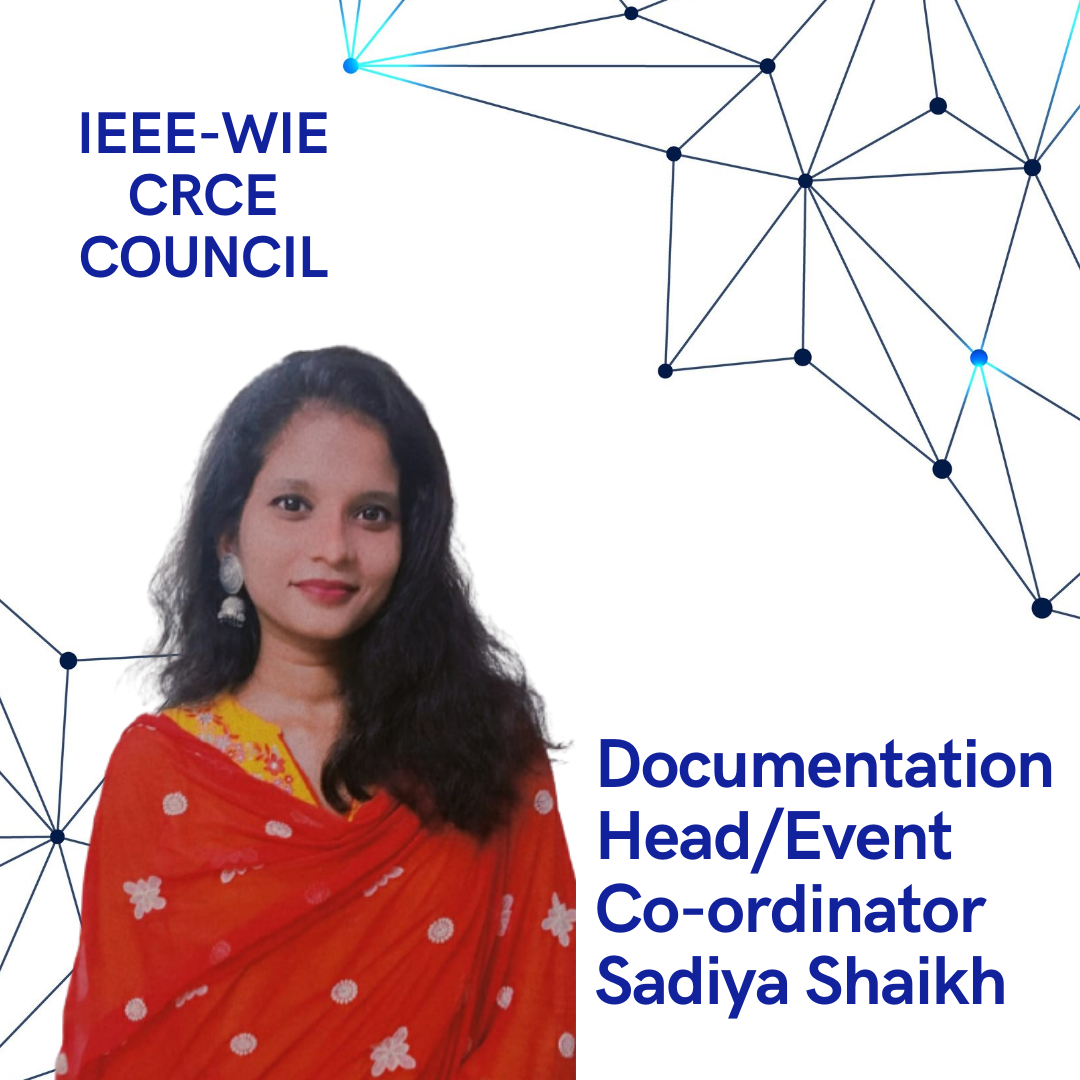 IEEE-WIE
CRCE
COUNCIL
Documentation
Head/Event
Co-ordinator
Sadiya Shaikh